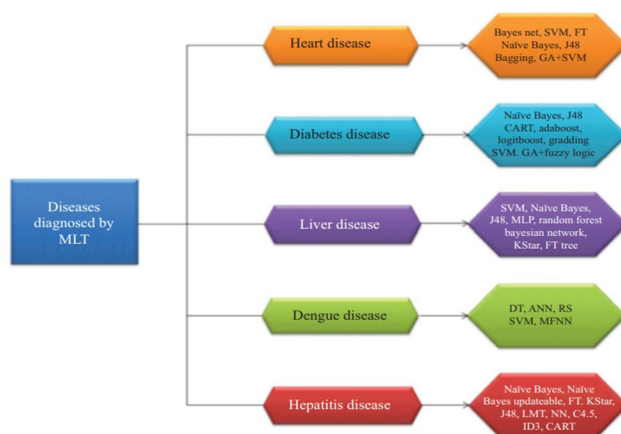 Heart disease
Bayes net, SVM, FT
Naïve Bayes, J48
Bagging, GA+SVM
Diabetes disease
Naïve Bayes, J48
CART, adaboost,
logitboost, gradding
SVM. GA+fuzzy logic
Diseases
diagnosed by
MLT
Liver disease
SVM, Naïve Bayes,
J48, MLP, random forest
bayesian network,
KStar, FT tree
Dengue disease
DT, ANN, RS
SVM, MFNN
Hepatitis disease
Naïve Bayes, Naïve
Bayes updateable, FT. KStar,
J48, LMT, NN, C4.5,
ID3, CART